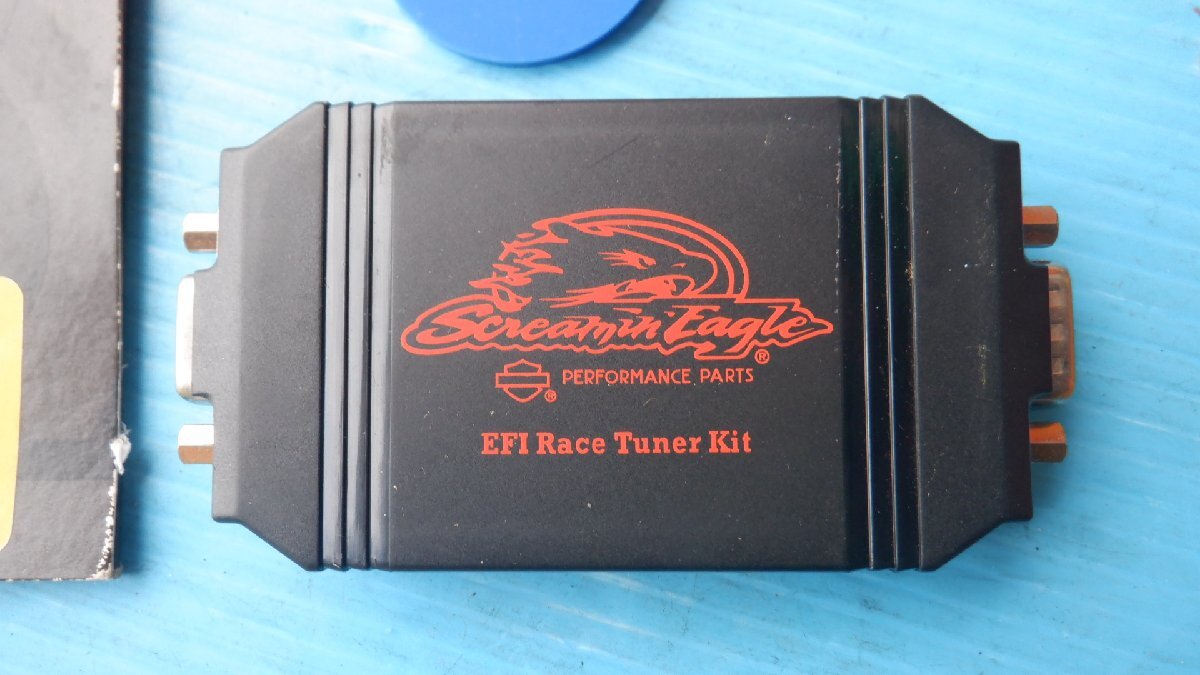 Screamin' Eagle®
® PERFORMANCE PARTS
EFI Race Tuner Kit